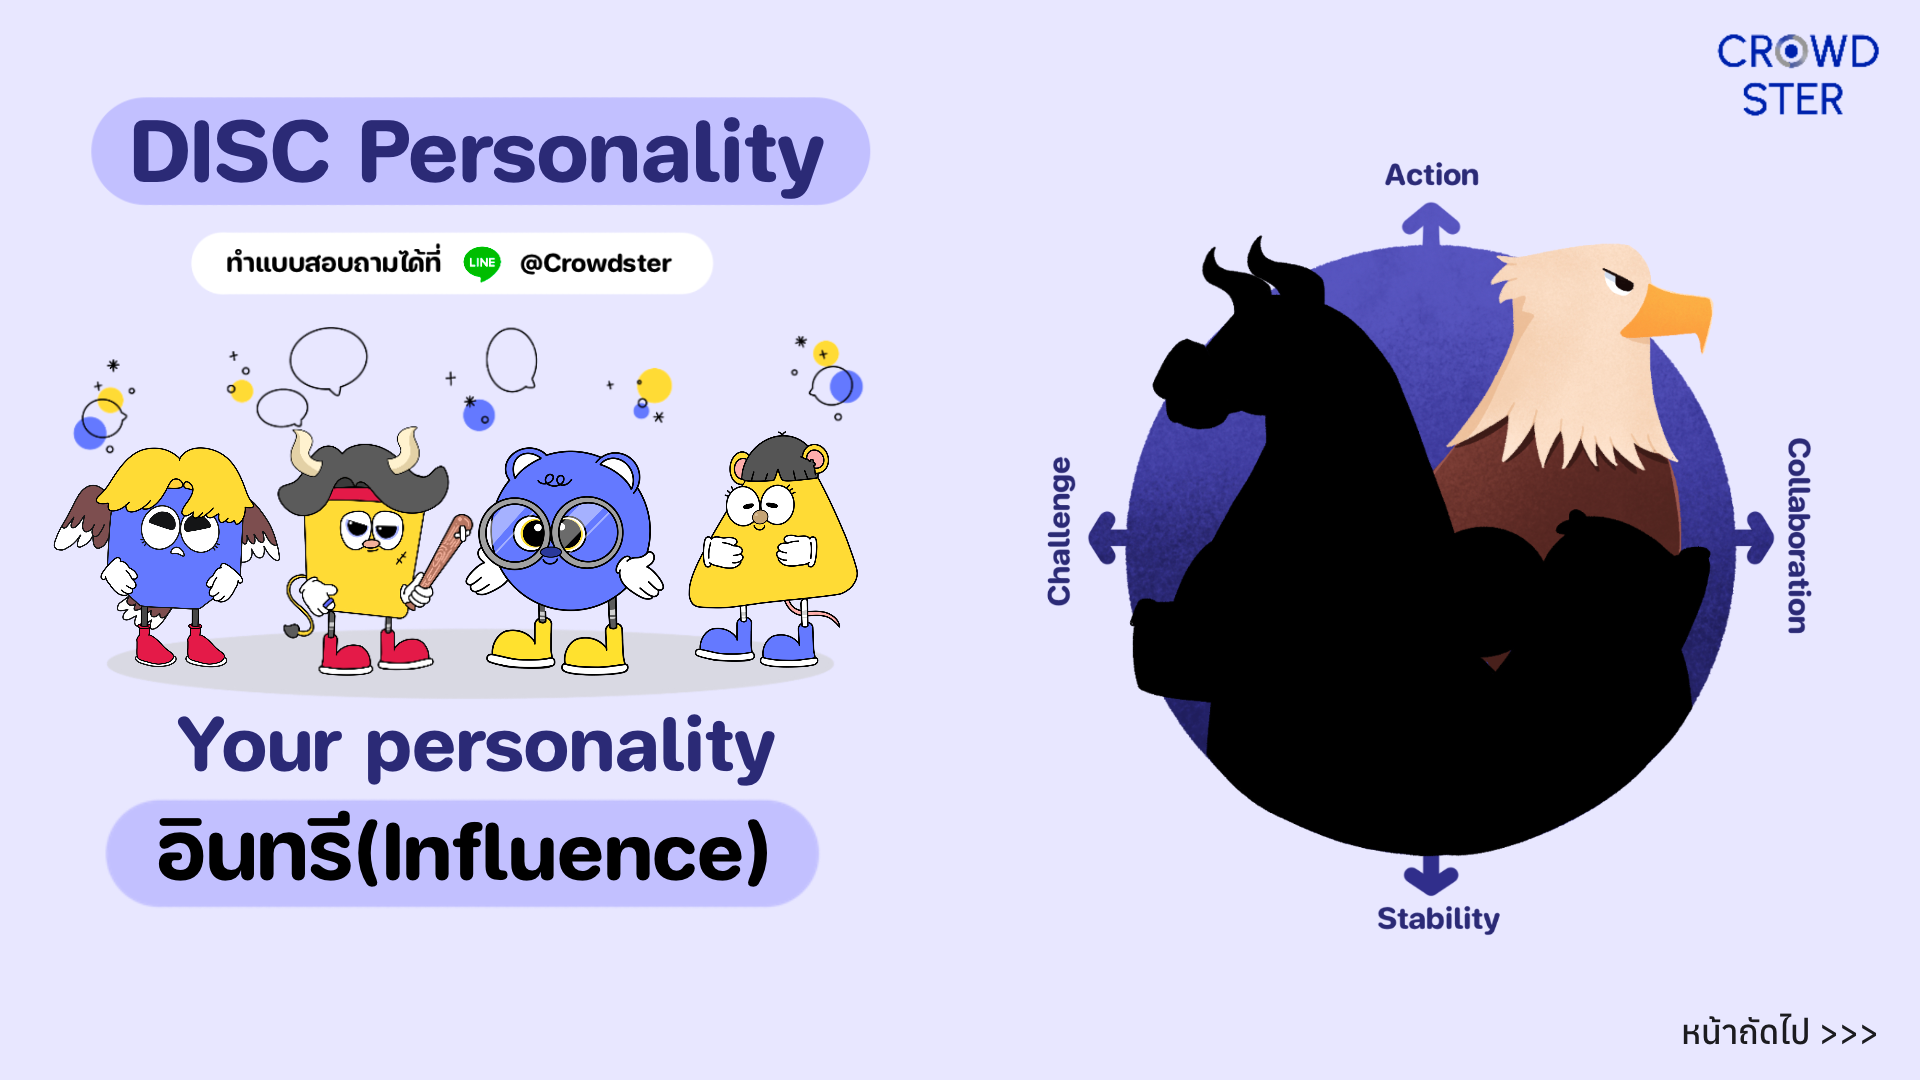 CROWD
STER
DISC Personality
ทำแบบสอบถามได้ที่ LINE @Crowdster
Your personality
อินทรี(Influence)
Action
Challenge
Collaboration
Stability
หน้าถัดไป >>>